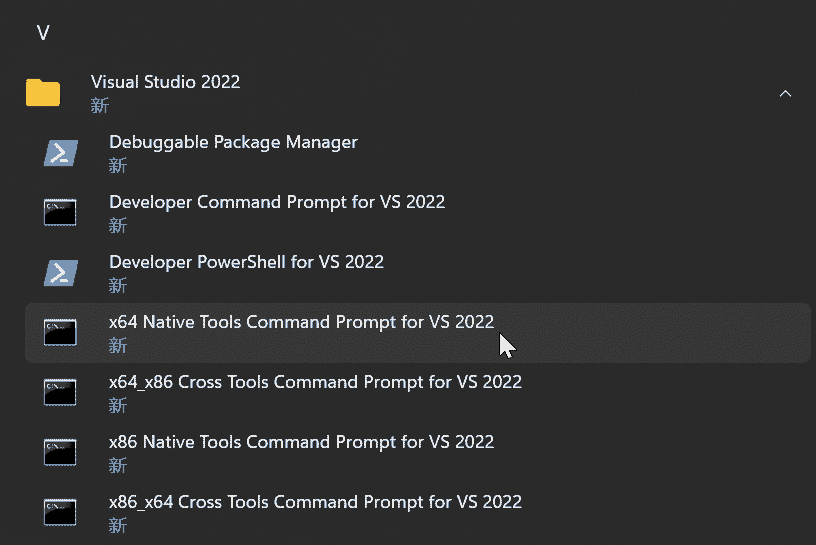 V
Visual Studio 2022
新
Debuggable Package Manager
新
Developer Command Prompt for VS 2022
新
Developer PowerShell for VS 2022
新
x64 Native Tools Command Prompt for VS 2022
新
x64_x86 Cross Tools Command Prompt for VS 2022
新
x86 Native Tools Command Prompt for VS 2022
新
x86_x64 Cross Tools Command Prompt for VS 2022
新